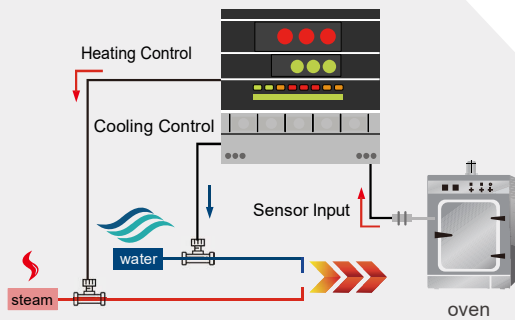 Heating Control
Cooling Control
Sensor Input
water
steam
oven